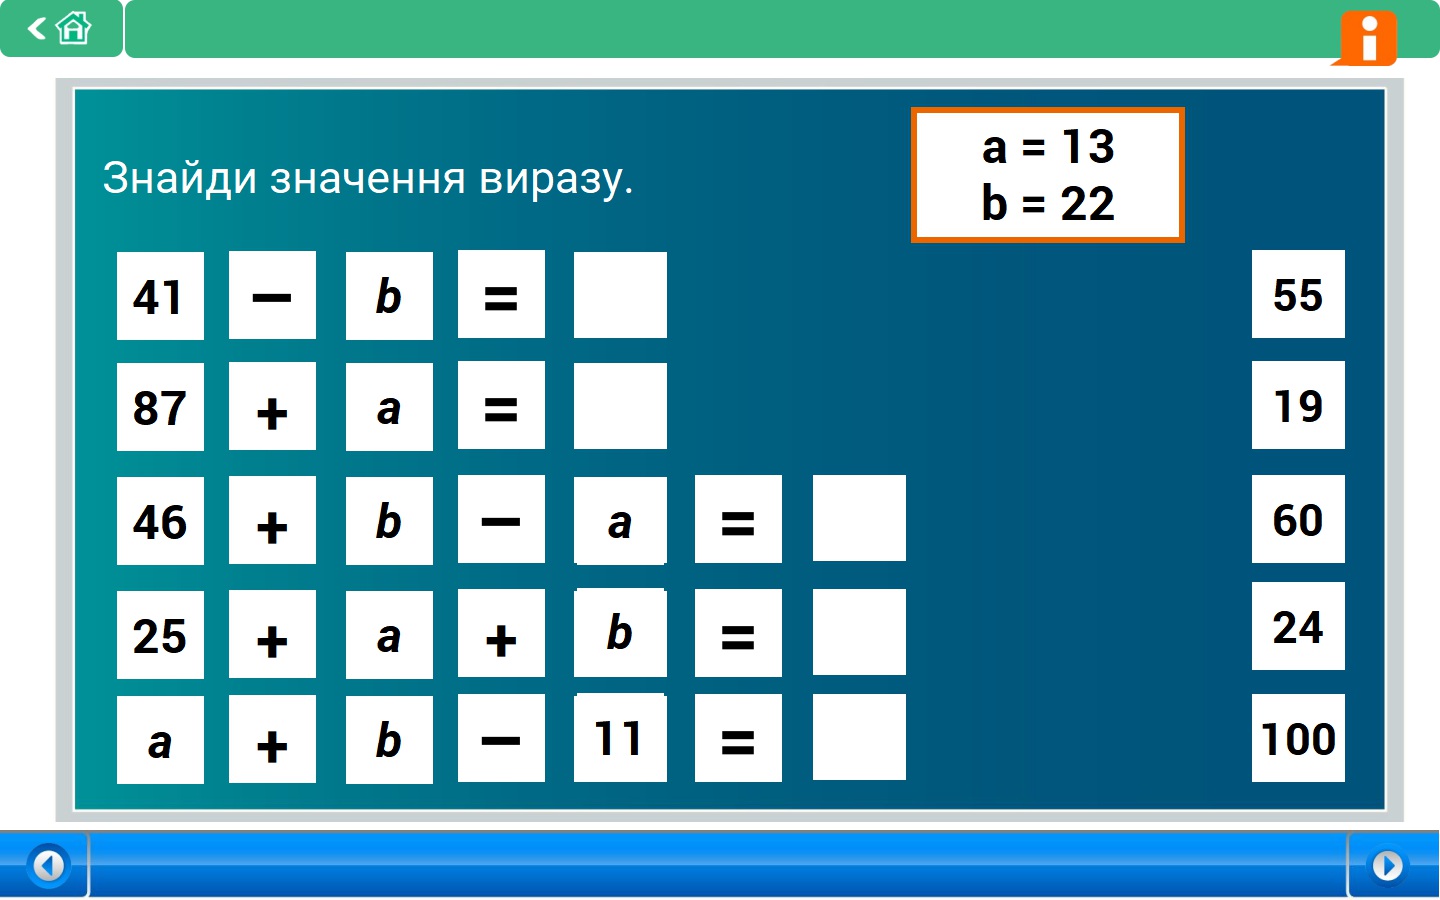 a = 13
b = 22
Знайди значення виразу.
41 − b = 55
87 + a = 19
46 + b − a = 60
25 + a + b = 24
a + b − 11 = 100